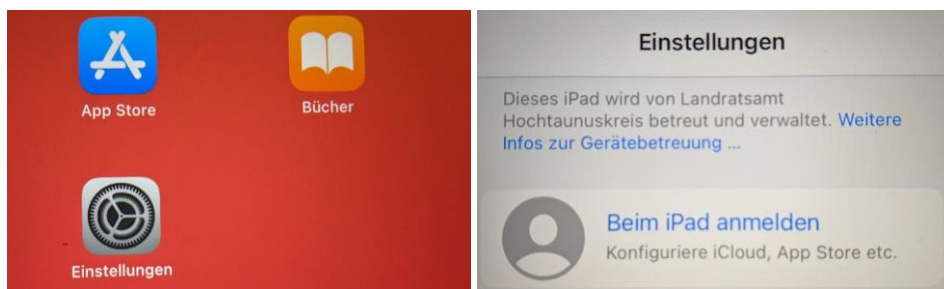 App Store
Bücher
Einstellungen
Einstellungen
Dieses iPad wird von Landratsamt
Hochtaunuskreis betreut und verwaltet. Weitere
Infos zur Gerätebetreuung ...
Beim iPad anmelden
Konfiguriere iCloud, App Store etc.